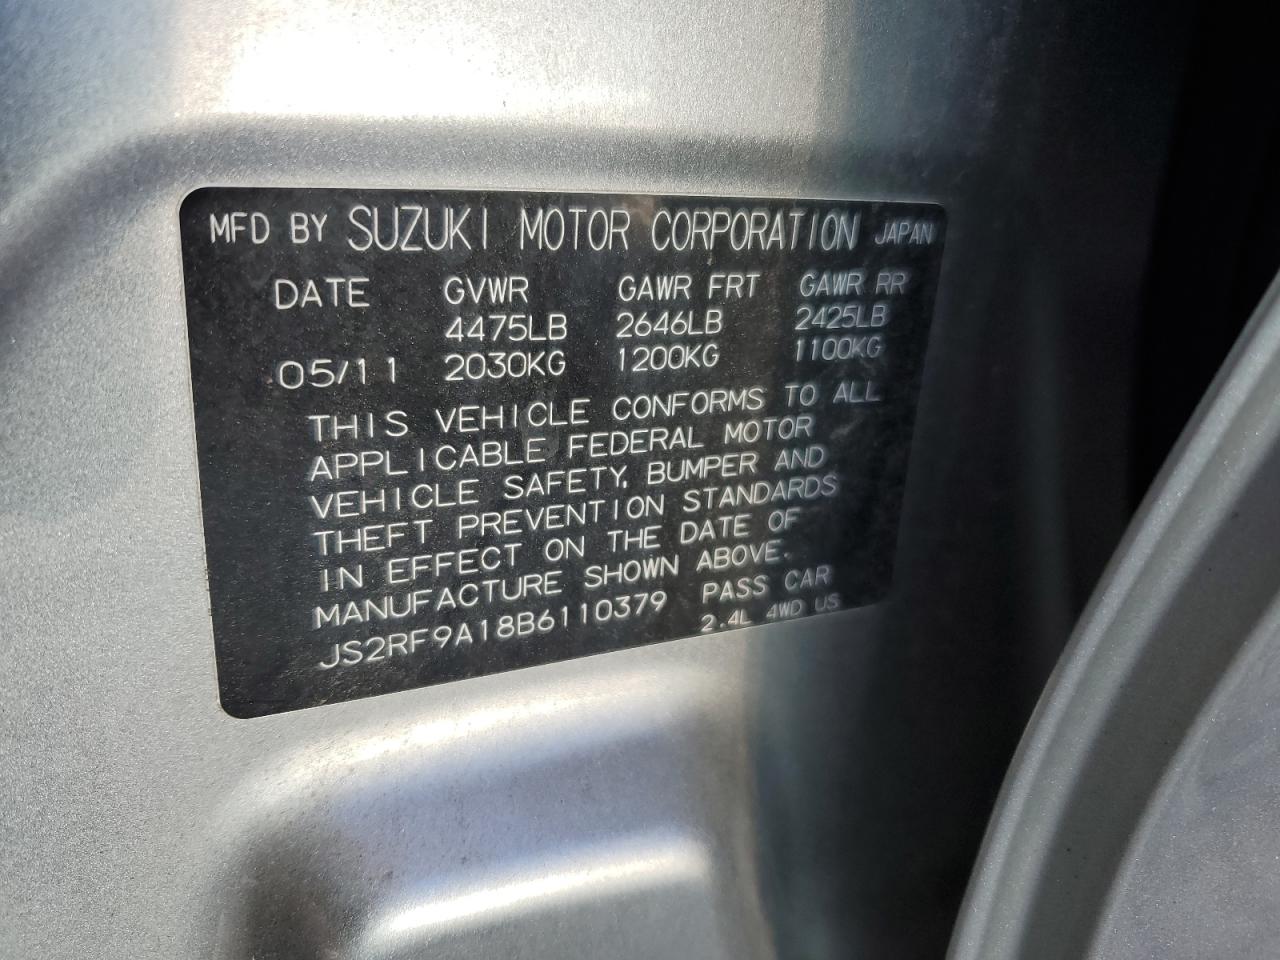 MFD BY SUZUKI MOTOR CORPORATION JAPAN
DATE GVWR GAWR FRT GAWR RR
4475LB 2646LB 2425LB
05/11 2030KG 1200KG 1100KG
THIS VEHICLE CONFORMS TO ALL
APPLICABLE FEDERAL MOTOR
VEHICLE SAFETY, BUMPER AND
THEFT PREVENTION STANDARDS
IN EFFECT ON THE DATE OF
MANUFACTURE SHOWN ABOVE.
JS2RF9A18B6110379 PASS CAR
2.4L 4WD US